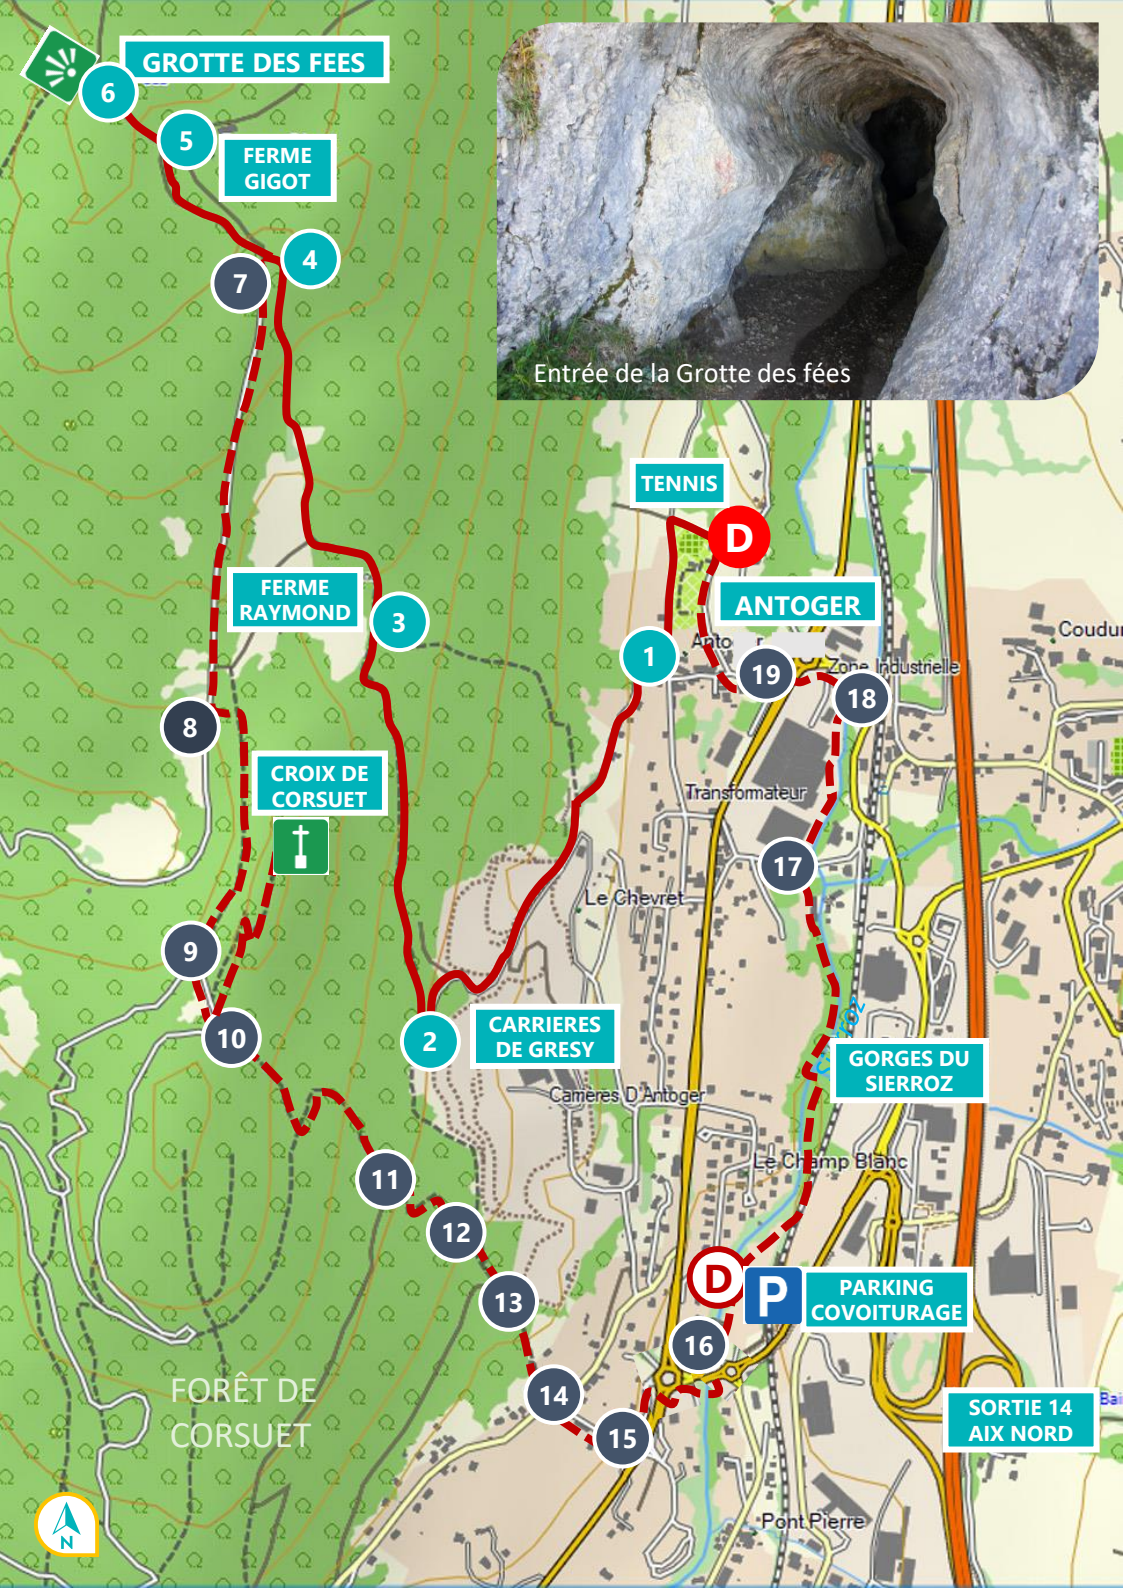 GROTTE DES FEES
6
5
FERME
GIGOT
4
7
Entrée de la Grotte des fées
TENNIS
D
FERME
RAYMOND
3
ANTOGER
1
19
Zone Industrielle
Coudur
18
8
CROIX DE
CORSUET
Transformateur
17
Le Chevret
9
10
2
CARRIERES
DE GRESY
GORGES DU
SIERROZ
Carrières D'Antoger
Le Champ Blanc
11
12
D
P
PARKING
COVOITURAGE
13
16
14
15
FORÊT DE
CORSUET
SORTIE 14
AIX NORD
Pont Pierre
N